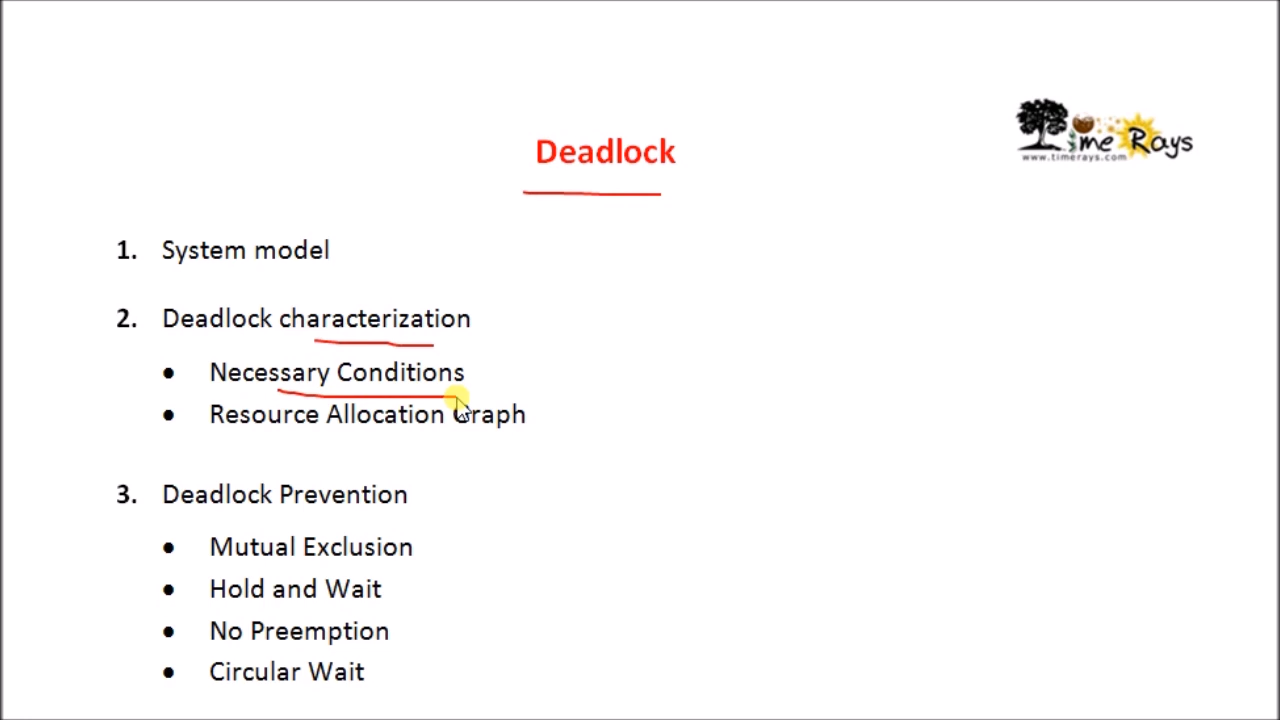 Deadlock
Time Rays
www.timerays.com
1. System model
2. Deadlock characterization
• Necessary Conditions
• Resource Allocation Graph
3. Deadlock Prevention
• Mutual Exclusion
• Hold and Wait
• No Preemption
• Circular Wait